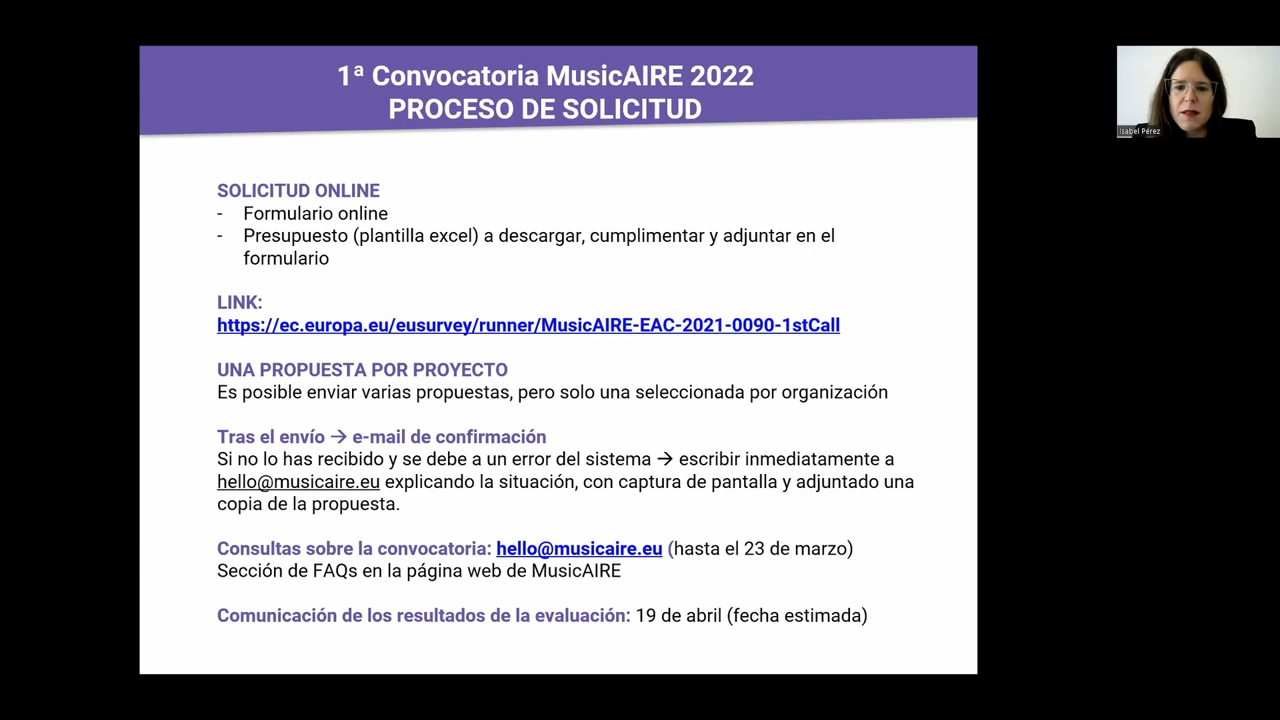 1ª Convocatoria MusicAIRE 2022
PROCESO DE SOLICITUD
Isabel Pérez
SOLICITUD ONLINE
- Formulario online
- Presupuesto (plantilla excel) a descargar, cumplimentar y adjuntar en el
formulario
LINK:
https://ec.europa.eu/eusurvey/runner/MusicAIRE-EAC-2021-0090-1stCall
UNA PROPUESTA POR PROYECTO
Es posible enviar varias propuestas, pero solo una seleccionada por organización
Tras el envío → e-mail de confirmación
Si no lo has recibido y se debe a un error del sistema → escribir inmediatamente a
hello@musicaire.eu explicando la situación, con captura de pantalla y adjuntado una
copia de la propuesta.
Consultas sobre la convocatoria: hello@musicaire.eu (hasta el 23 de marzo)
Sección de FAQs en la página web de MusicAIRE
Comunicación de los resultados de la evaluación: 19 de abril (fecha estimada)